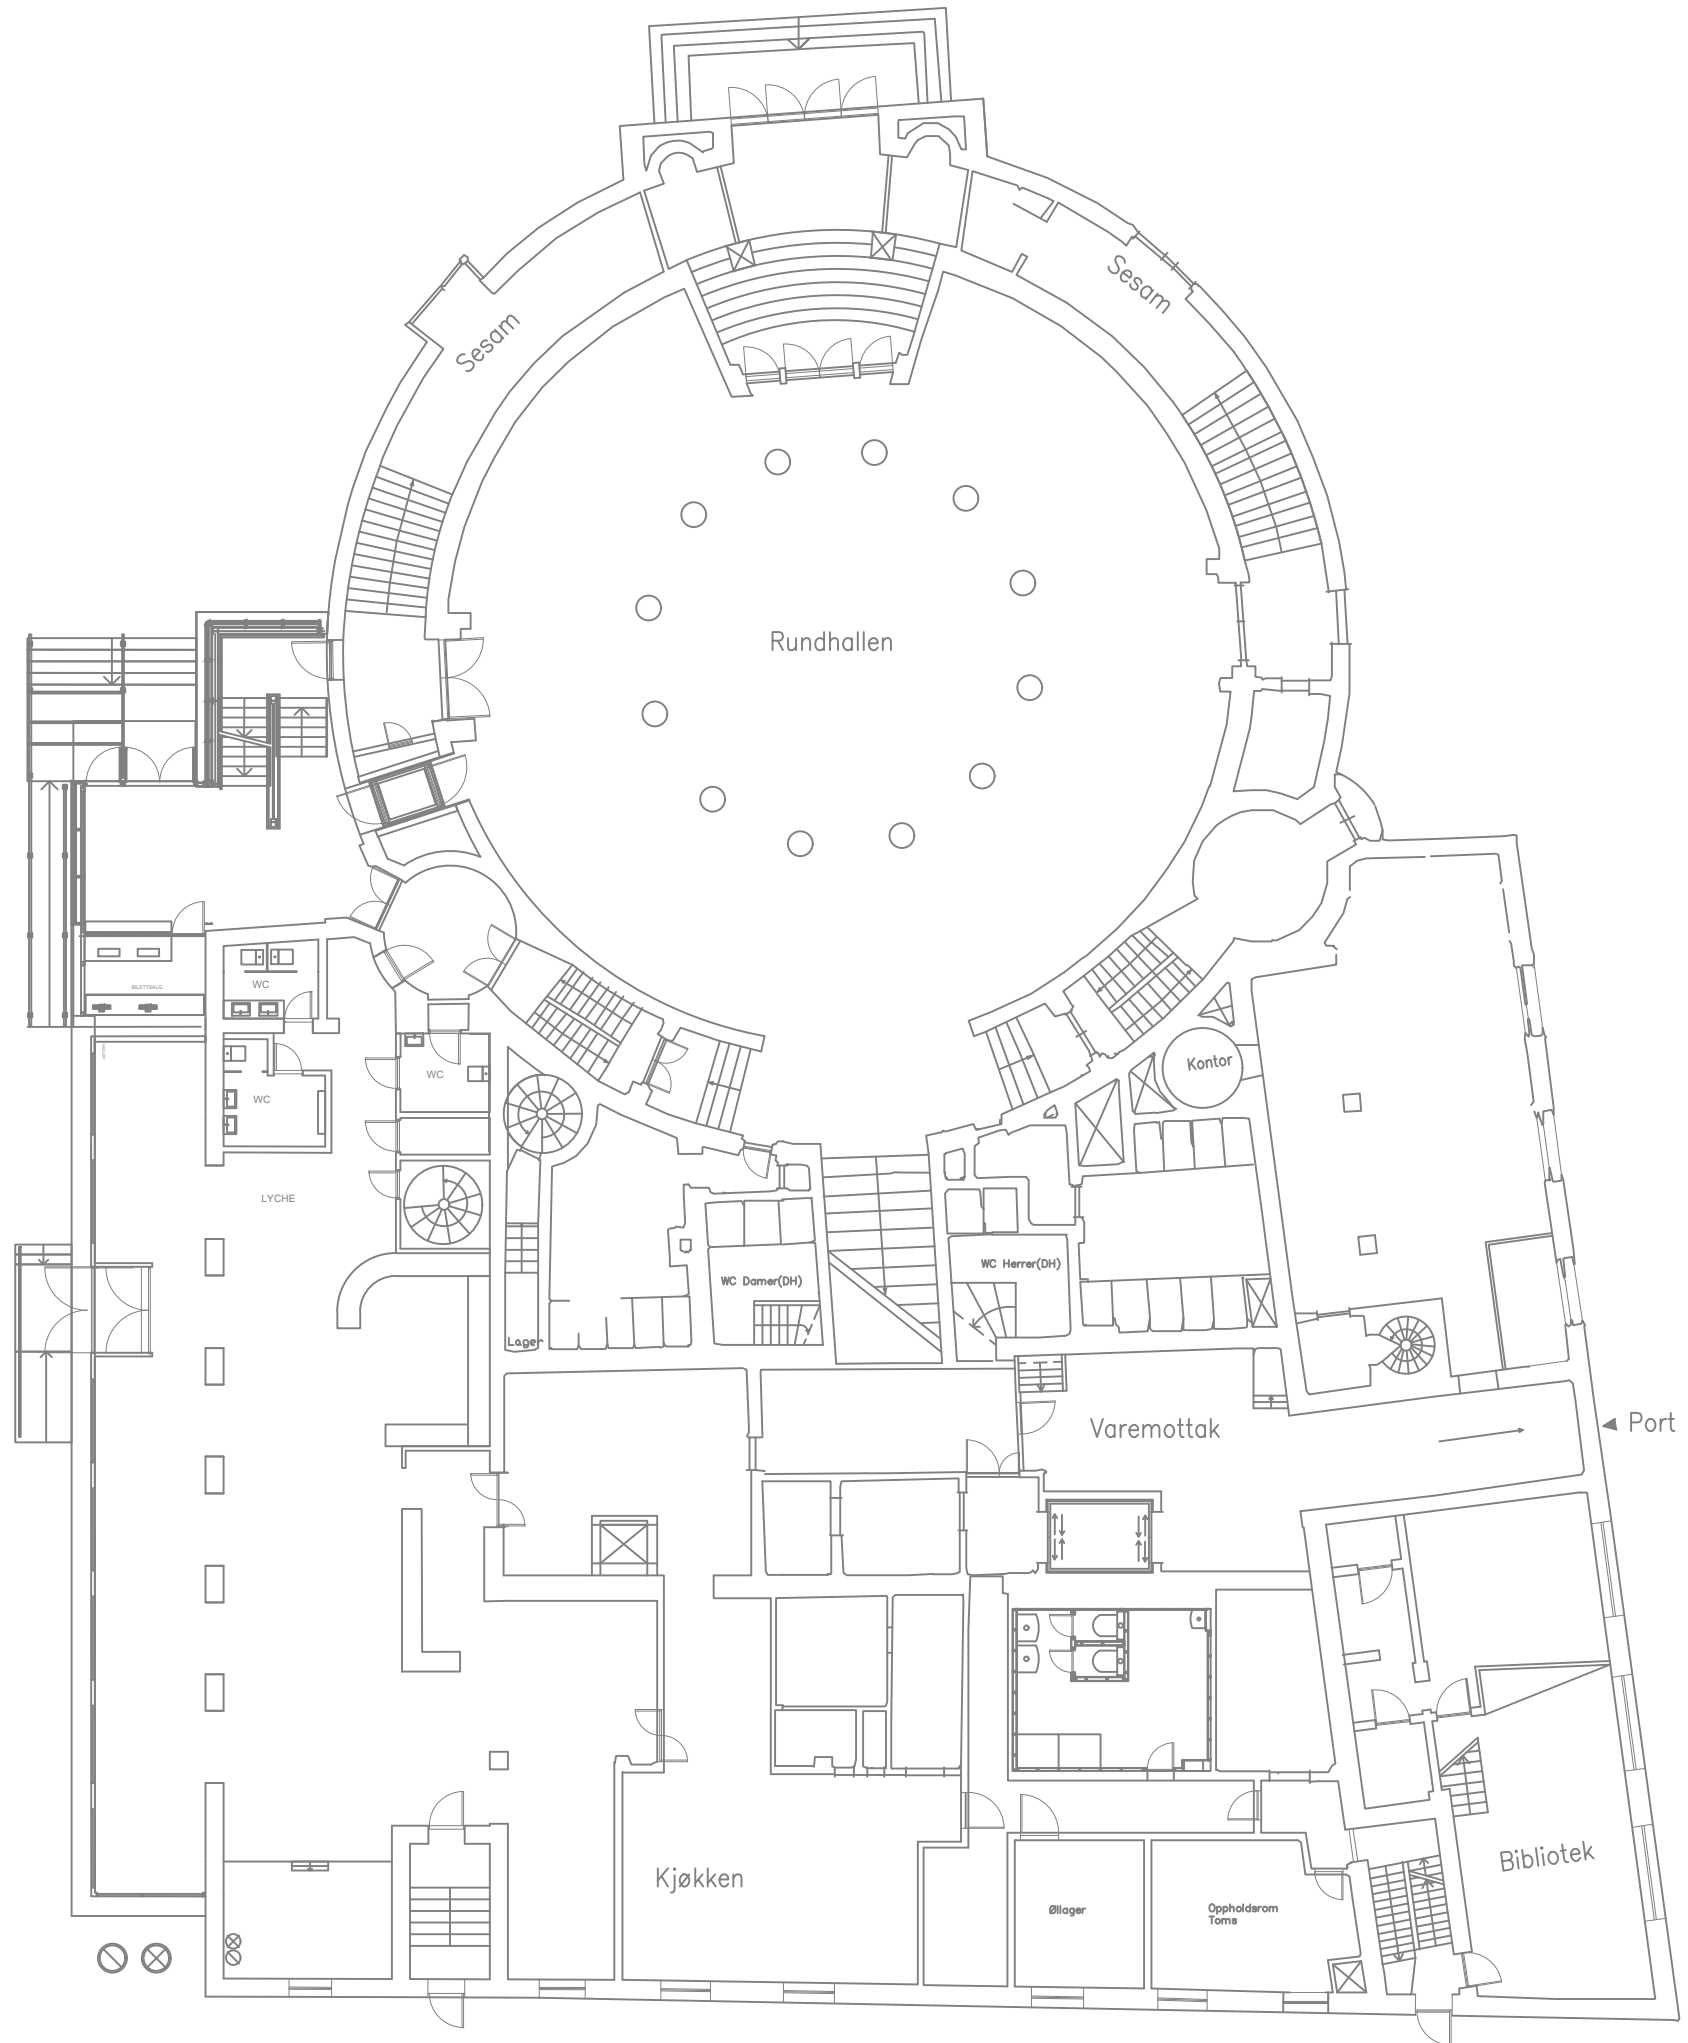 Sesam
Sesam
Rundhallen
WC
BILETTSALG
Kontor
WC
WC
LYCHE
WC Herrer(DH)
WC Damer(DH)
Lager
Varemottak
Port
Bibliotek
Kjøkken
Øllager
Oppholdsrom
Toms